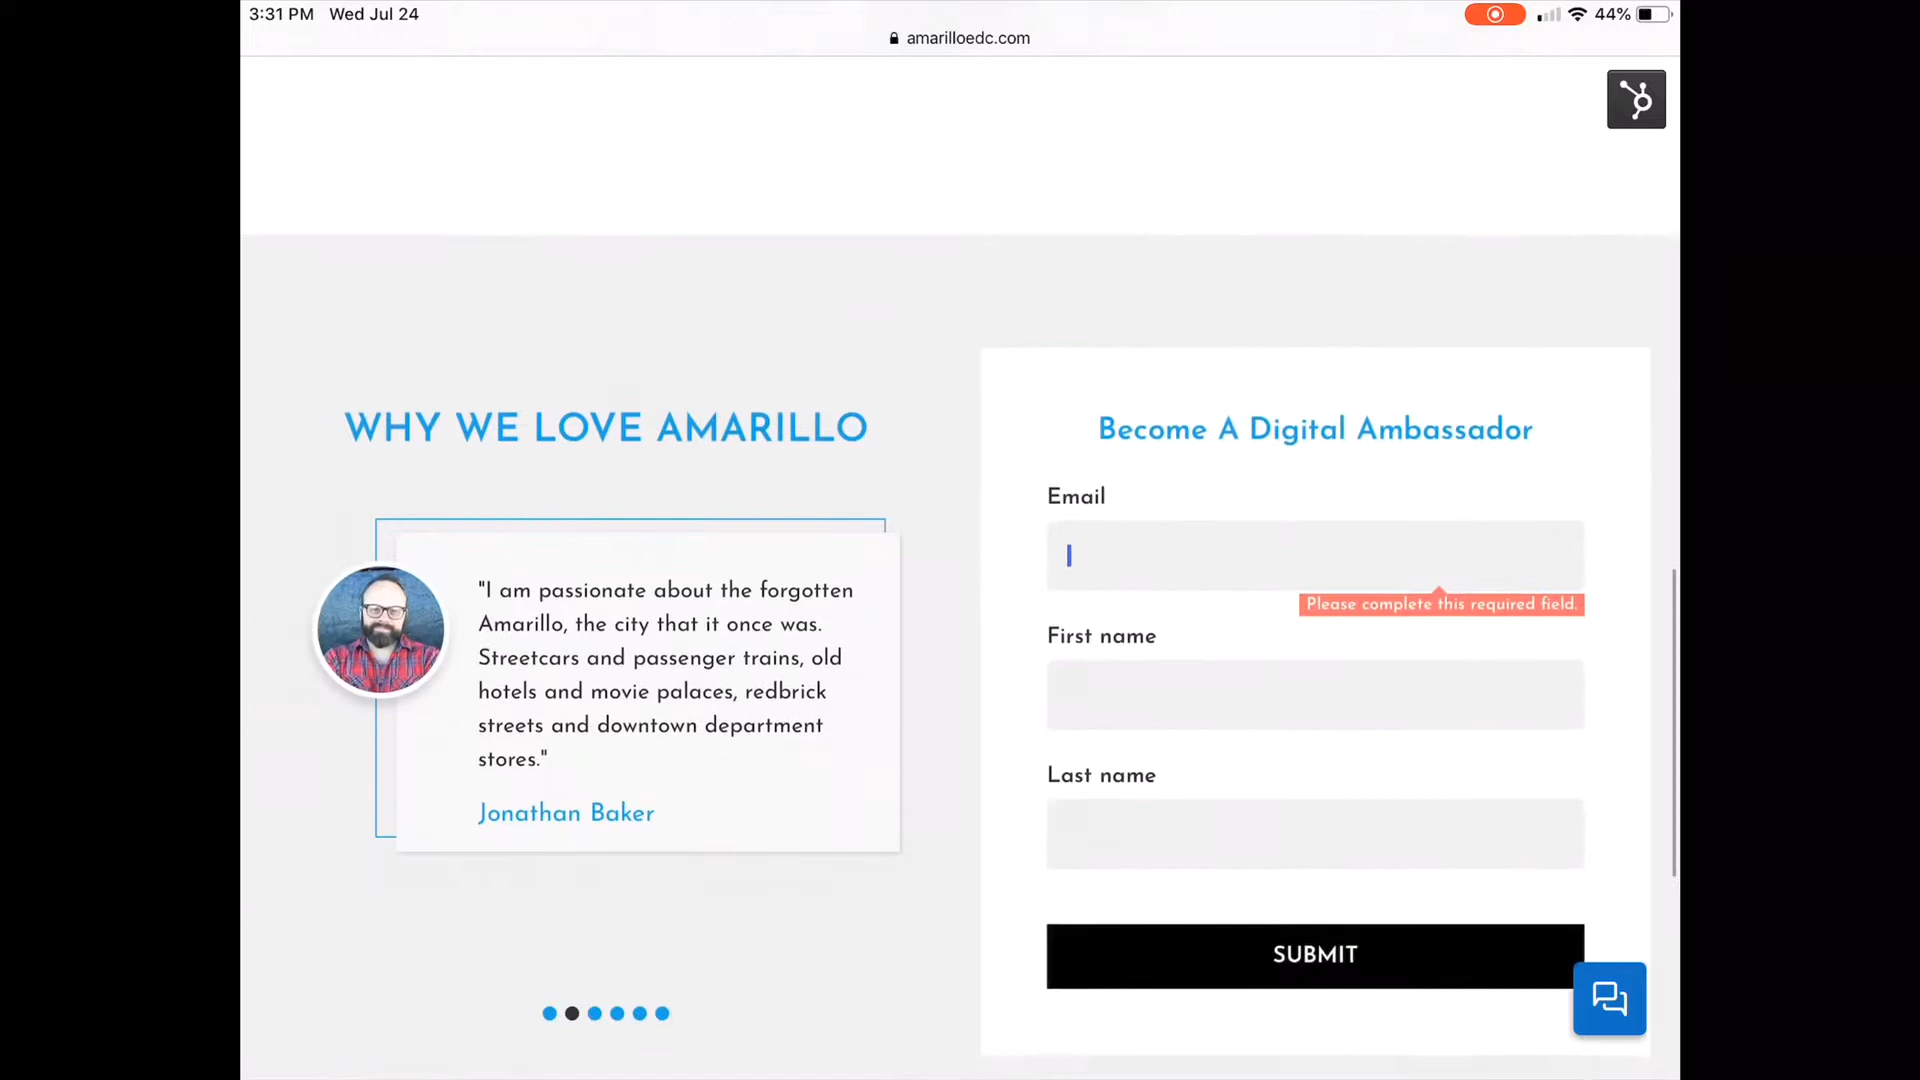 3:31 PM Wed Jul 24
44%
amarilloedc.com
WHY WE LOVE AMARILLO
"I am passionate about the forgotten
Amarillo, the city that it once was.
Streetcars and passenger trains, old
hotels and movie palaces, redbrick
streets and downtown department
stores."
Jonathan Baker
Become A Digital Ambassador
Email
Please complete this required field.
First name
Last name
SUBMIT